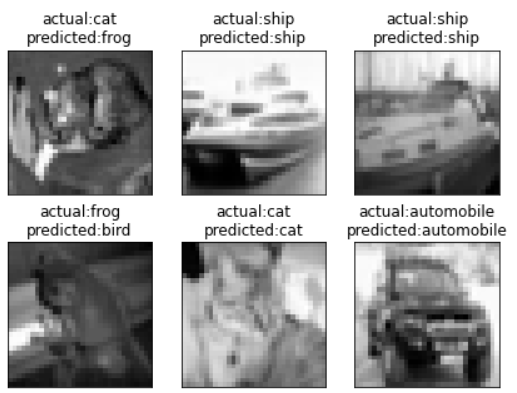 actual:cat
predicted:frog
actual:ship
predicted:ship
actual:ship
predicted:ship
actual:frog
predicted:bird
actual:cat
predicted:cat
actual:automobile
predicted:automobile